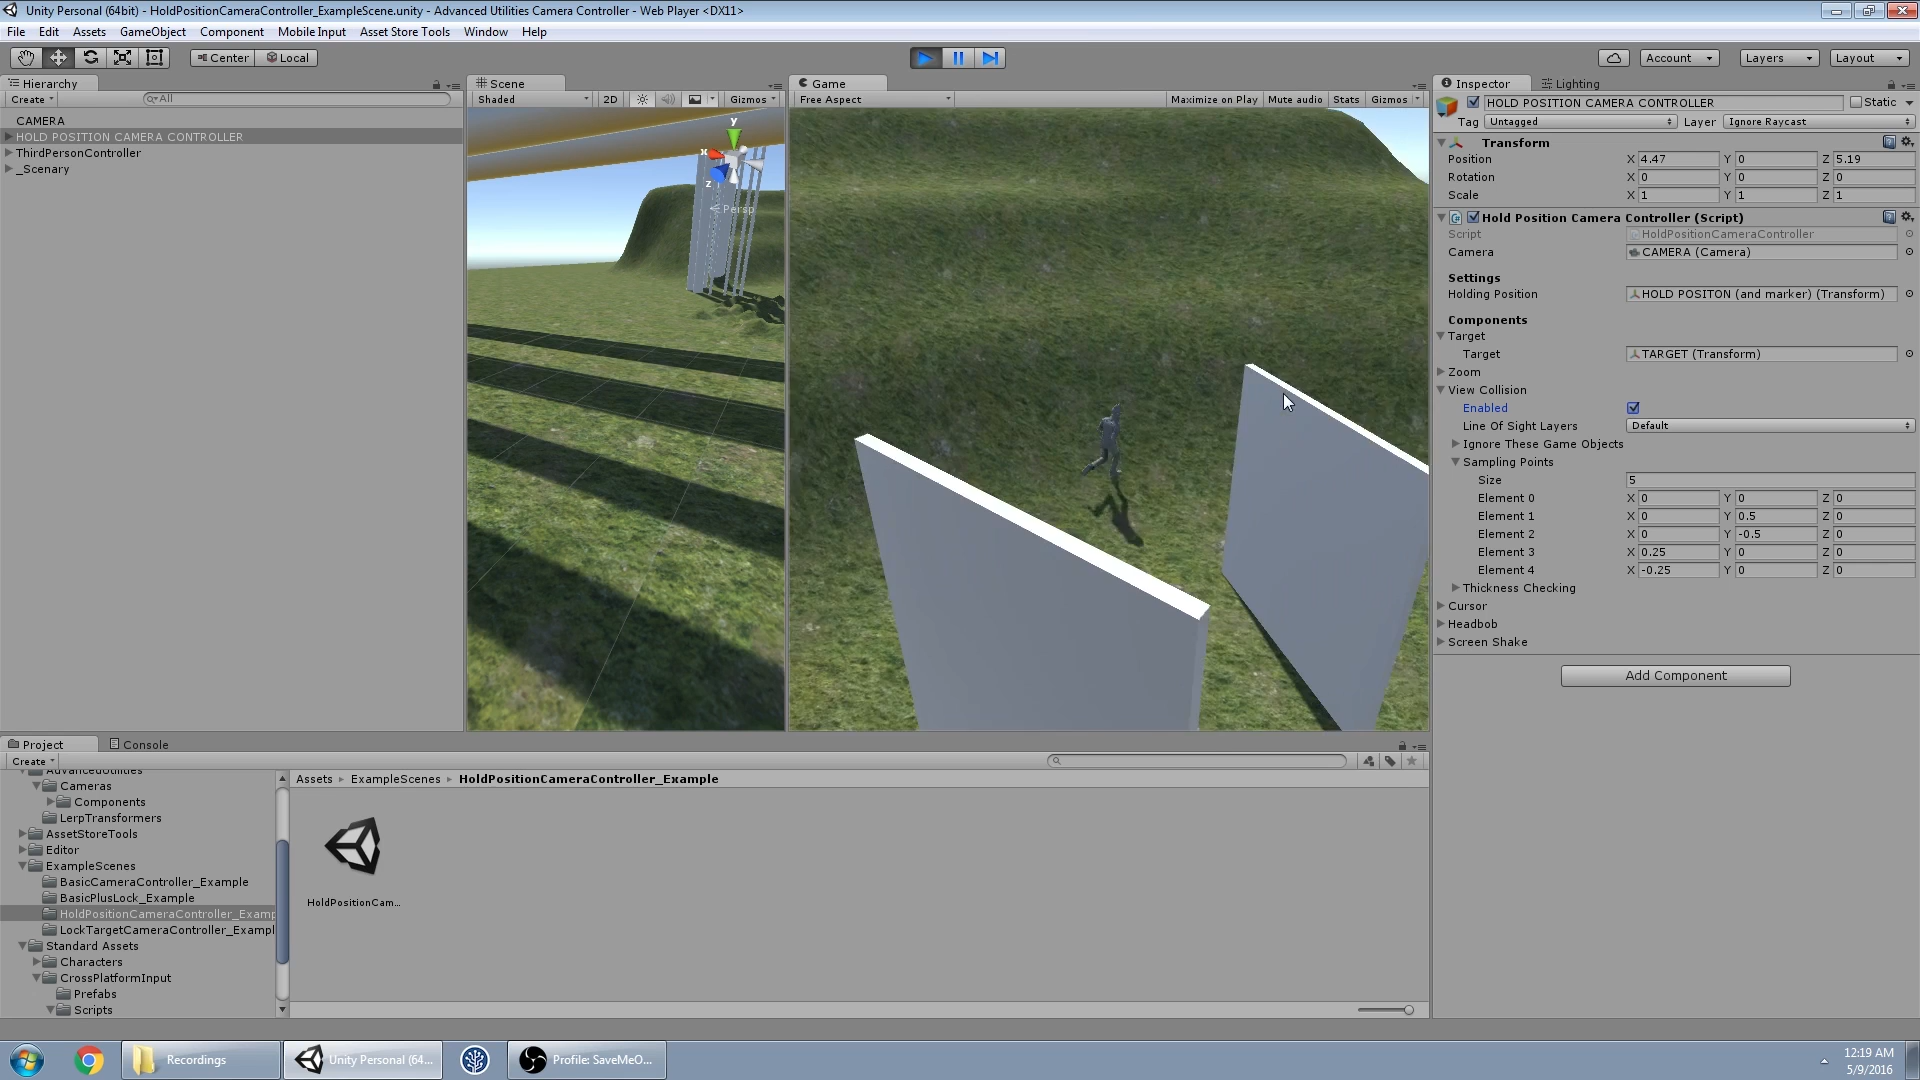 Unity Personal (64bit) - HoldPositionCameraController_ExampleScene.unity - Advanced Utilities Camera Controller - Web Player <DX11>
File Edit Assets GameObject Component Mobile Input Asset Store Tools Window Help
Center Local Account Layers Layout
Hierarchy
Create All
CAMERA
HOLD POSITION CAMERA CONTROLLER
ThirdPersonController
_Scenary
Scene
Shaded 2D Gizmos
y
x
z
Persp
Game
Free Aspect Maximize on Play Mute audio Stats Gizmos
Inspector Lighting
HOLD POSITION CAMERA CONTROLLER Static
Tag Untagged Layer Ignore Raycast
Transform
Position X 4.47 Y 0 Z 5.19
Rotation X 0 Y 0 Z 0
Scale X 1 Y 1 Z 1
Hold Position Camera Controller (Script)
Script HoldPositionCameraController
Camera CAMERA (Camera)
Settings
Holding Position HOLD POSITON (and marker) (Transform)
Components
Target
Target TARGET (Transform)
Zoom
View Collision
Enabled
Line Of Sight Layers Default
Ignore These Game Objects
Sampling Points
Size 5
Element 0 X 0 Y 0 Z 0
Element 1 X 0 Y 0.5 Z 0
Element 2 X 0 Y -0.5 Z 0
Element 3 X 0.25 Y 0 Z 0
Element 4 X -0.25 Y 0 Z 0
Thickness Checking
Cursor
Headbob
Screen Shake
Add Component
Project Console
Create
AdvancedUtilities
Cameras
Components
LerpTransformers
AssetStoreTools
Editor
ExampleScenes
BasicCameraController_Example
BasicPlusLock_Example
HoldPositionCameraController_Examp
LockTargetCameraController_Exampl
Standard Assets
Characters
CrossPlatformInput
Prefabs
Scripts
Assets ExampleScenes HoldPositionCameraController_Example
HoldPositionCam...
Recordings
Unity Personal (64...
Profile: SaveMeO...
12:19 AM
5/9/2016